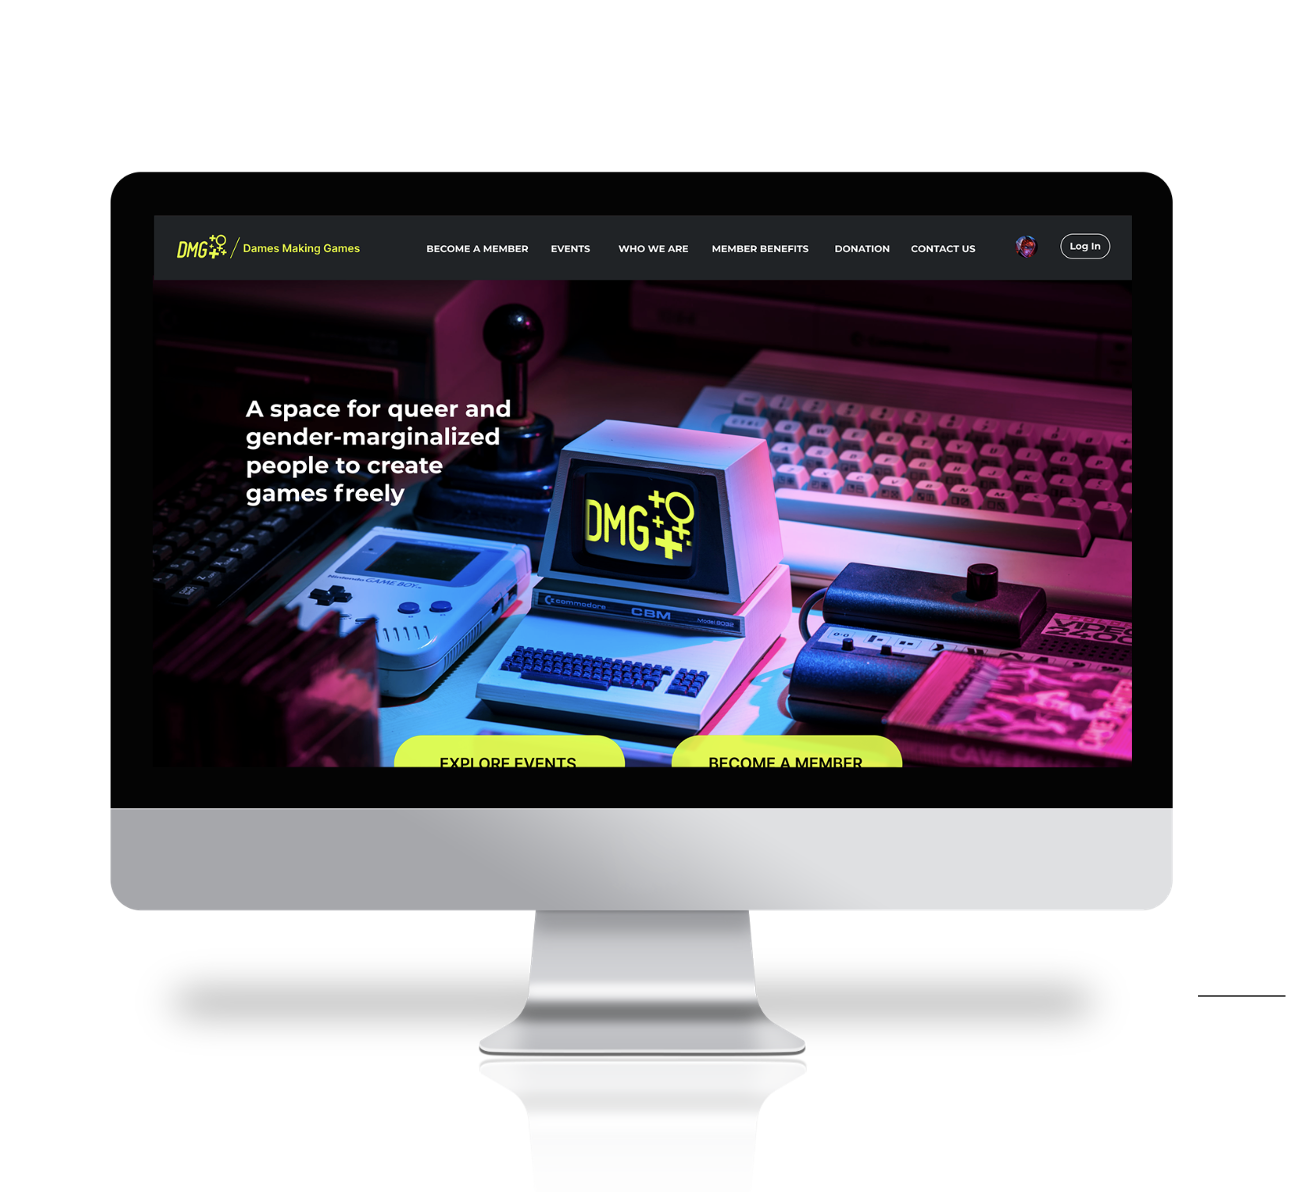 DMG
Dames Making Games
BECOME A MEMBER
EVENTS
WHO WE ARE
MEMBER BENEFITS
DONATION
CONTACT US
Log In
A space for queer and
gender-marginalized
people to create
games freely
DMG
Nintendo GAME BOY
commodore
CBM
Model 8032
EXPLORE EVENTS
BECOME A MEMBER